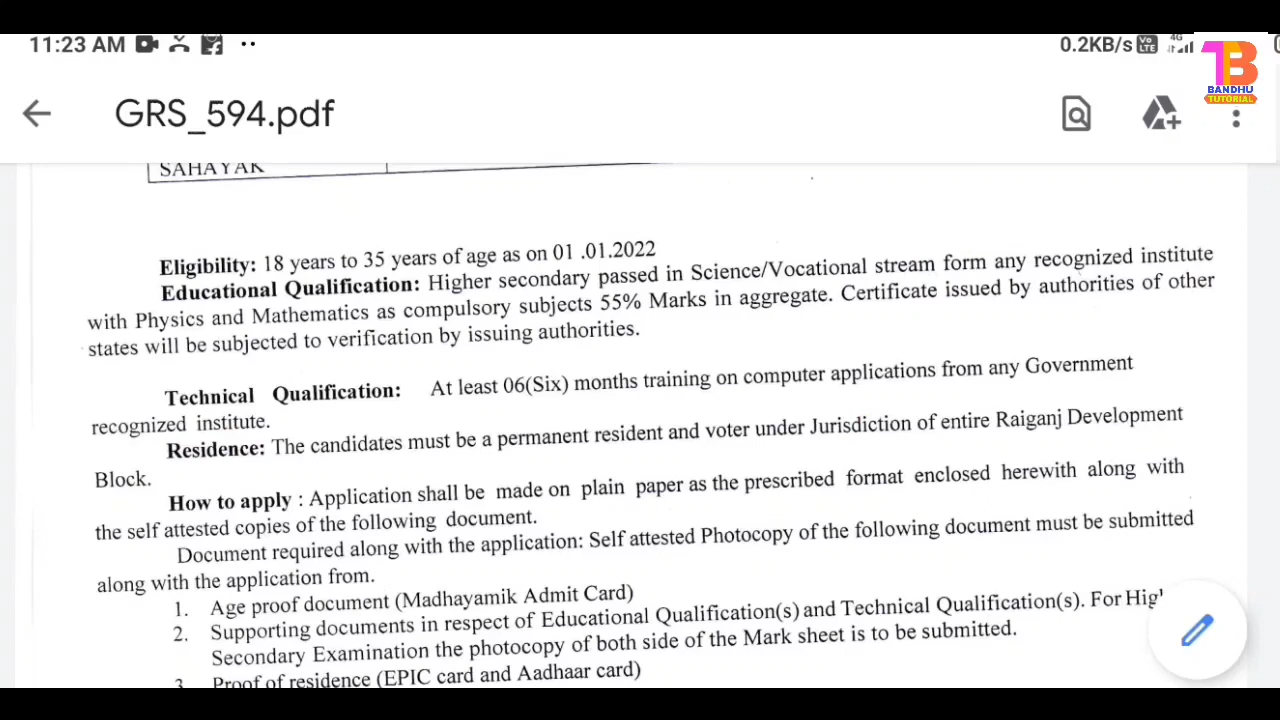 11:23 AM
0.2KB/s Vo LTE 4G
BANDHU
TUTORIAL
GRS_594.pdf
SAHAYAK
Eligibility: 18 years to 35 years of age as on 01 .01.2022
Educational Qualification: Higher secondary passed in Science/Vocational stream form any recognized institute
with Physics and Mathematics as compulsory subjects 55% Marks in aggregate. Certificate issued by authorities of other
states will be subjected to verification by issuing authorities.
Technical Qualification: At least 06(Six) months training on computer applications from any Government
recognized institute.
Residence: The candidates must be a permanent resident and voter under Jurisdiction of entire Raiganj Development
Block.
How to apply : Application shall be made on plain paper as the prescribed format enclosed herewith along with
the self attested copies of the following document.
Document required along with the application: Self attested Photocopy of the following document must be submitted
along with the application from.
1. Age proof document (Madhayamik Admit Card)
2. Supporting documents in respect of Educational Qualification(s) and Technical Qualification(s). For High
Secondary Examination the photocopy of both side of the Mark sheet is to be submitted.
3 Proof of residence (EPIC card and Aadhaar card)